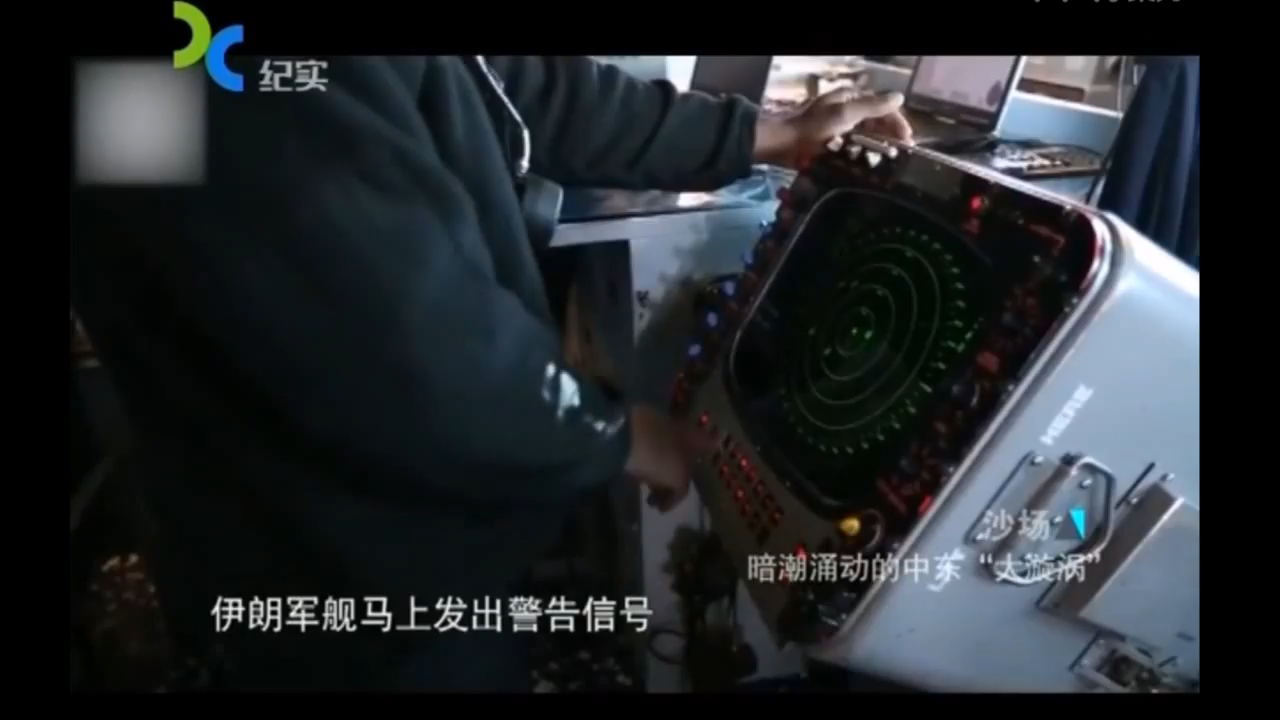 纪实
沙场
暗潮涌动的中东“大漩涡”
伊朗军舰马上发出警告信号